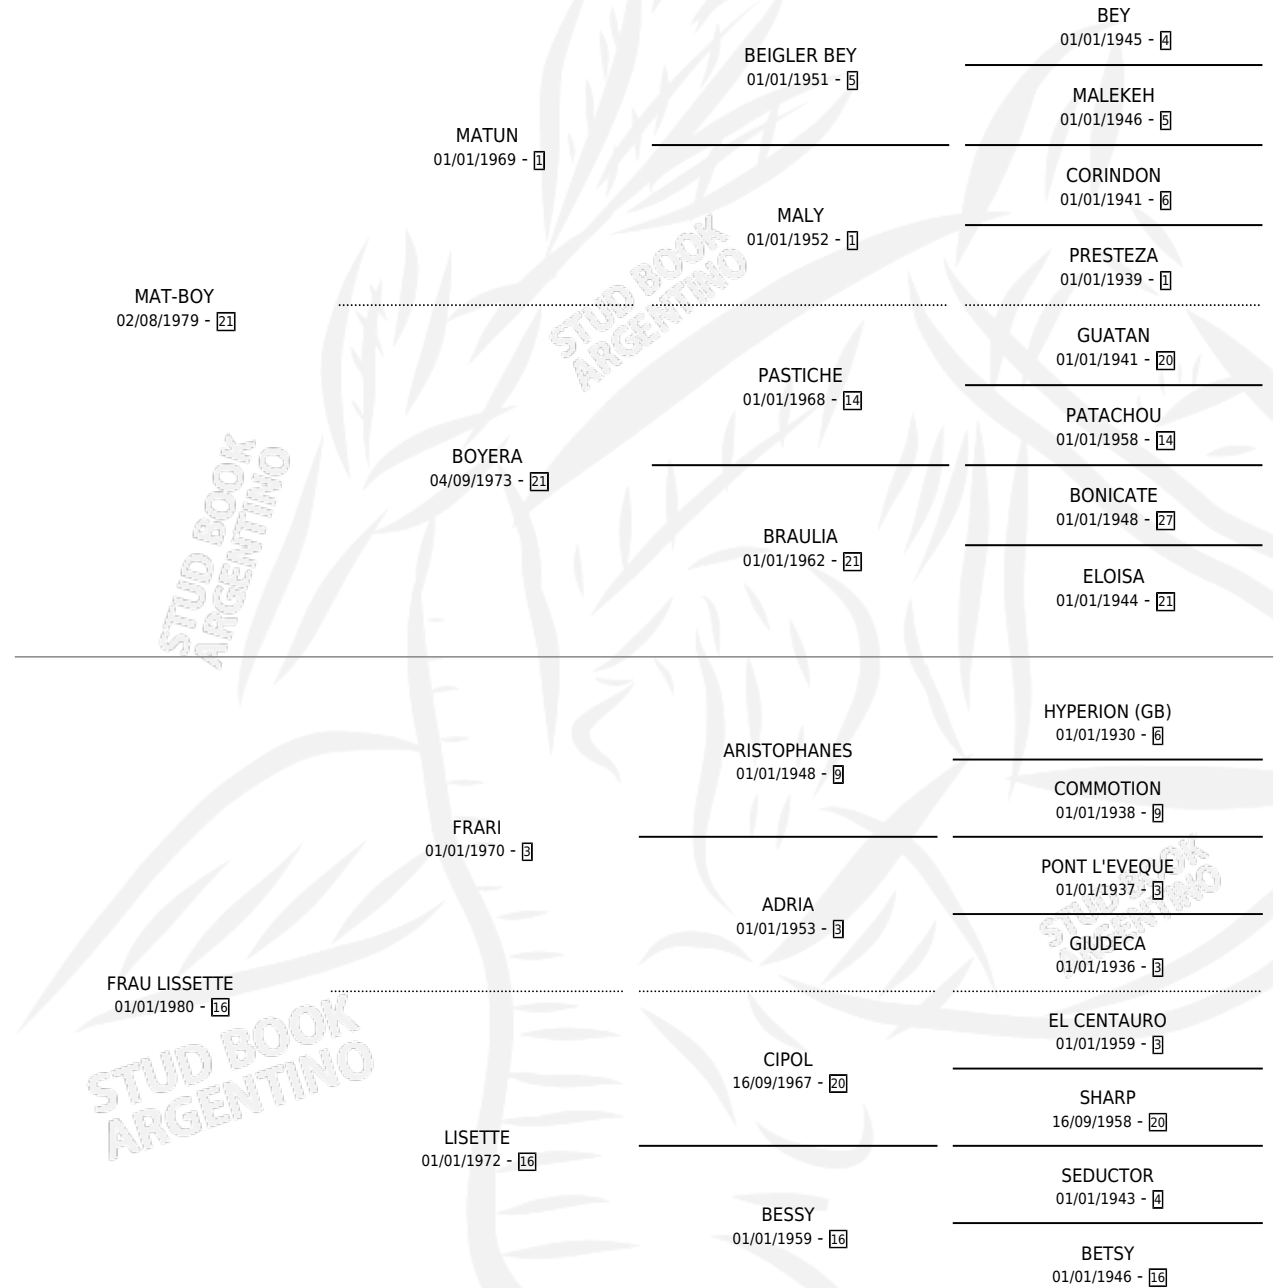 BEY
01/01/1945 - 4
BEIGLER BEY
01/01/1951 - 5
MALEKEH
01/01/1946 - 5
MATUN
01/01/1969 - 1
CORINDON
01/01/1941 - 6
MALY
01/01/1952 - 1
PRESTEZA
01/01/1939 - 1
MAT-BOY
02/08/1979 - 21
GUATAN
01/01/1941 - 20
PASTICHE
01/01/1968 - 14
PATACHOU
01/01/1958 - 14
BOYERA
04/09/1973 - 21
BONICATE
01/01/1948 - 27
BRAULIA
01/01/1962 - 21
ELOISA
01/01/1944 - 21
HYPERION (GB)
01/01/1930 - 6
ARISTOPHANES
01/01/1948 - 9
COMMOTION
01/01/1938 - 9
FRARI
01/01/1970 - 3
PONT L'EVEQUE
01/01/1937 - 3
ADRIA
01/01/1953 - 3
GIUDECA
01/01/1936 - 3
FRAU LISSETTE
01/01/1980 - 16
EL CENTAURO
01/01/1959 - 3
CIPOL
16/09/1967 - 20
SHARP
16/09/1958 - 20
LISETTE
01/01/1972 - 16
SEDUCTOR
01/01/1943 - 4
BESSY
01/01/1959 - 16
BETSY
01/01/1946 - 16
STUD BOOK
ARGENTINO
STUD BOOK
ARGENTINO
STUD BOOK
ARGENTINO
STUD BOOK
ARGENTINO